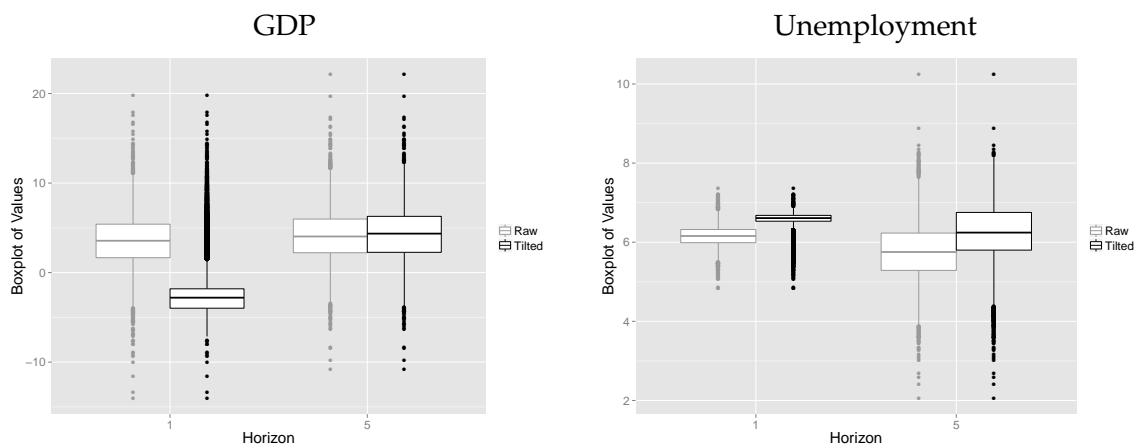 GDP
Boxplot of Values
20
10
0
−10
1
5
Horizon
Raw
Tilted
Unemployment
Boxplot of Values
10
8
6
4
2
1
5
Horizon
Raw
Tilted